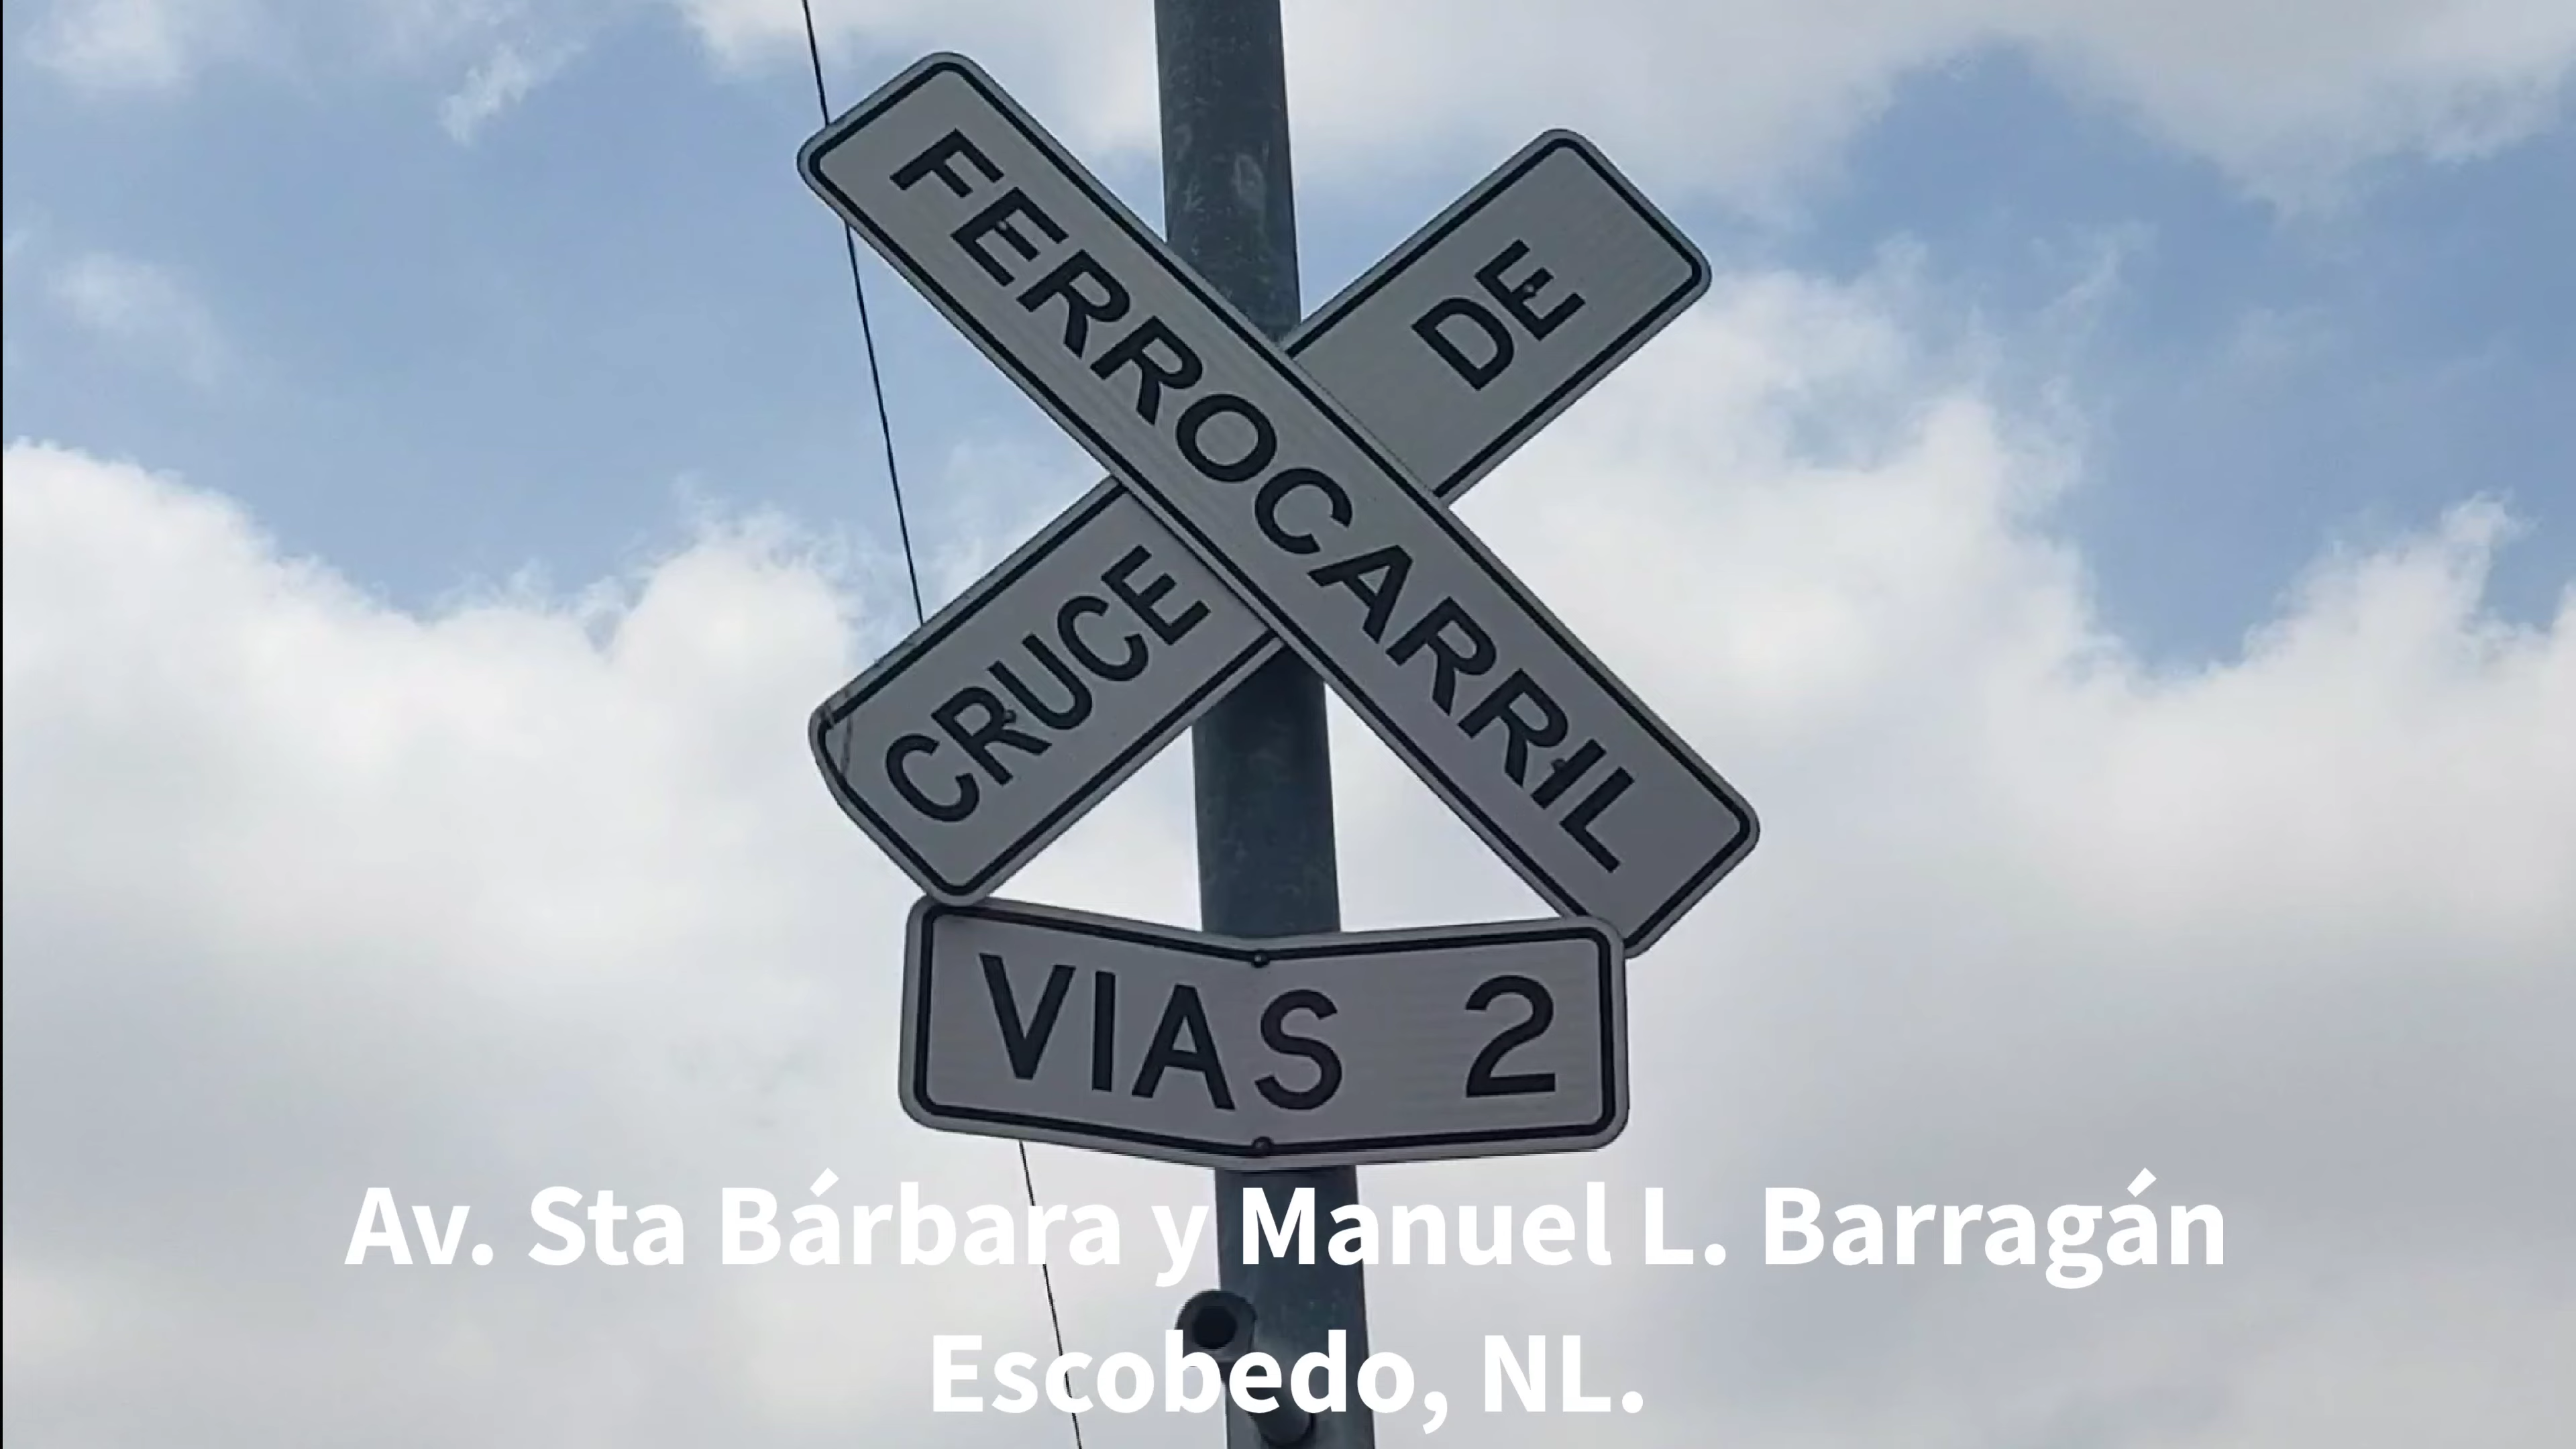 CRUCE DE
FERROCARRIL
VIAS 2
Av. Sta Bárbara y Manuel L. Barragán
Escobedo, NL.